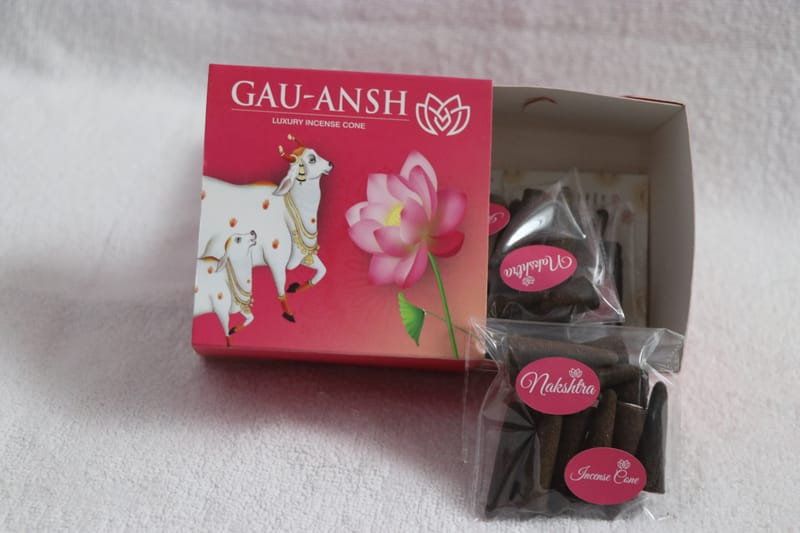 GAU-ANSH
LUXURY INCENSE CONE
Nakshtra
Nakshtra
Incense Cone